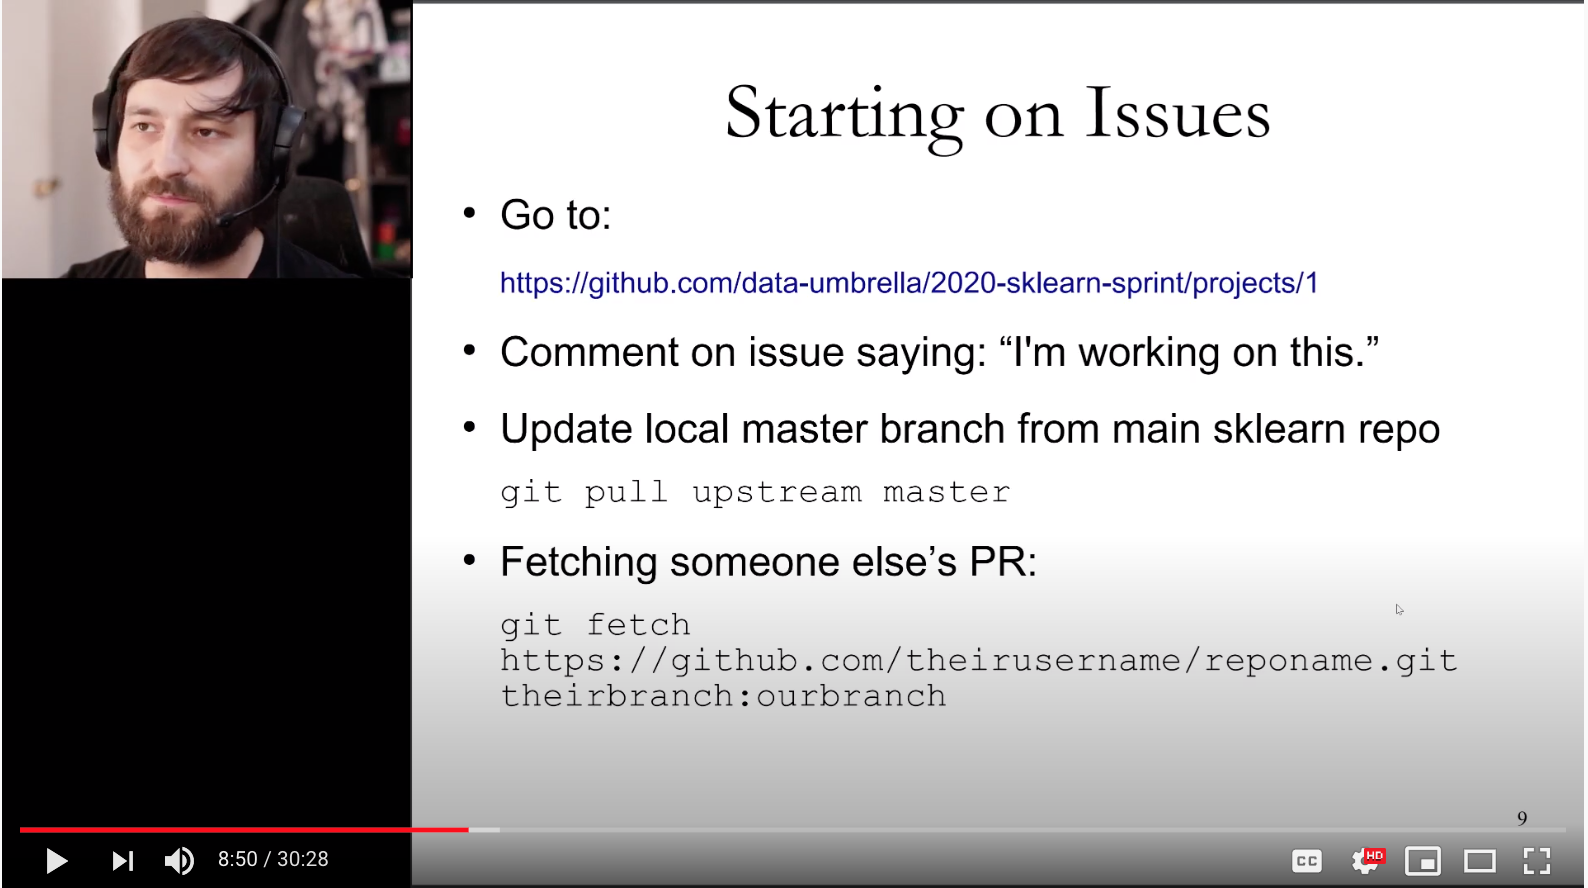 Starting on Issues
• Go to:
https://github.com/data-umbrella/2020-sklearn-sprint/projects/1
• Comment on issue saying: “I'm working on this.”
• Update local master branch from main sklearn repo
git pull upstream master
• Fetching someone else’s PR:
git fetch
https://github.com/theirusername/reponame.git
theirbranch:ourbranch
9
8:50 / 30:28
CC
HD